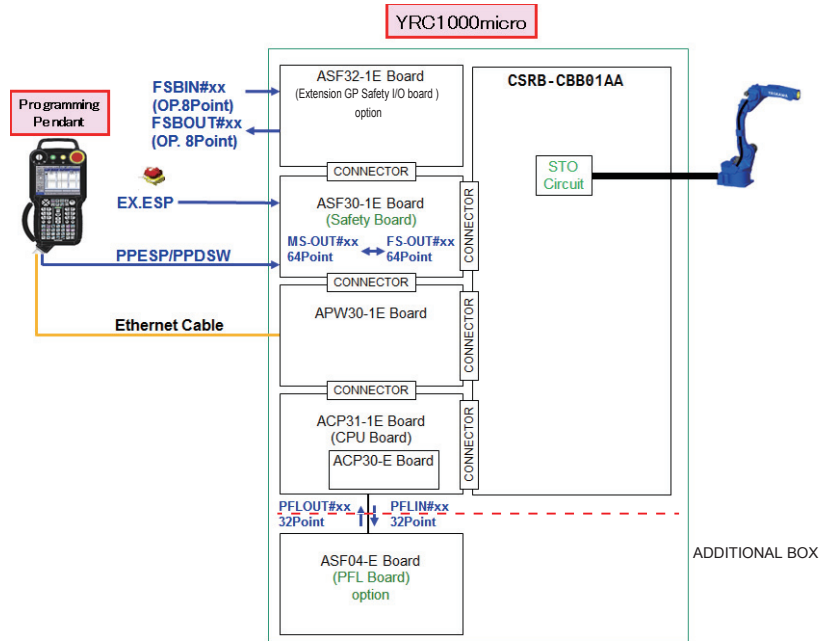 YRC1000micro
Programming
Pendant
FSBIN#xx
(OP.8Point)
FSBOUT#xx
(OP. 8Point)
EX.ESP
PPESP/PPDSW
Ethernet Cable
ASF32-1E Board
(Extension GP Safety I/O board )
option
CONNECTOR
ASF30-1E Board
(Safety Board)
MS-OUT#xx
64Point
FS-OUT#xx
64Point
CONNECTOR
CONNECTOR
APW30-1E Board
CONNECTOR
CONNECTOR
ACP31-1E Board
(CPU Board)
ACP30-E Board
CONNECTOR
PFLOUT#xx
32Point
PFLIN#xx
32Point
ASF04-E Board
(PFL Board)
option
CSRB-CBB01AA
STO
Circuit
ADDITIONAL BOX